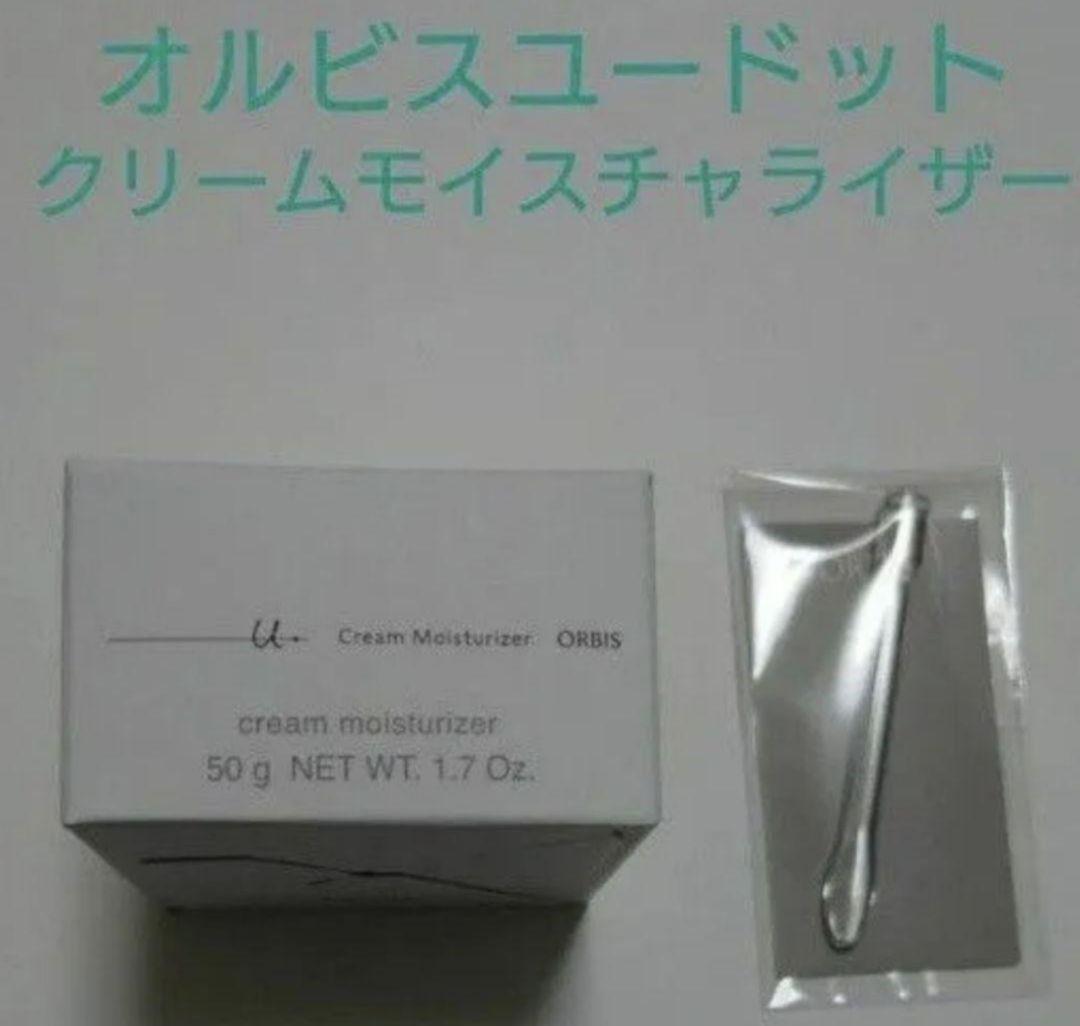 オルビスユードット
クリームモイスチャライザー
u. Cream Moisturizer ORBIS
cream moisturizer
50 g NET WT. 1.7 Oz.